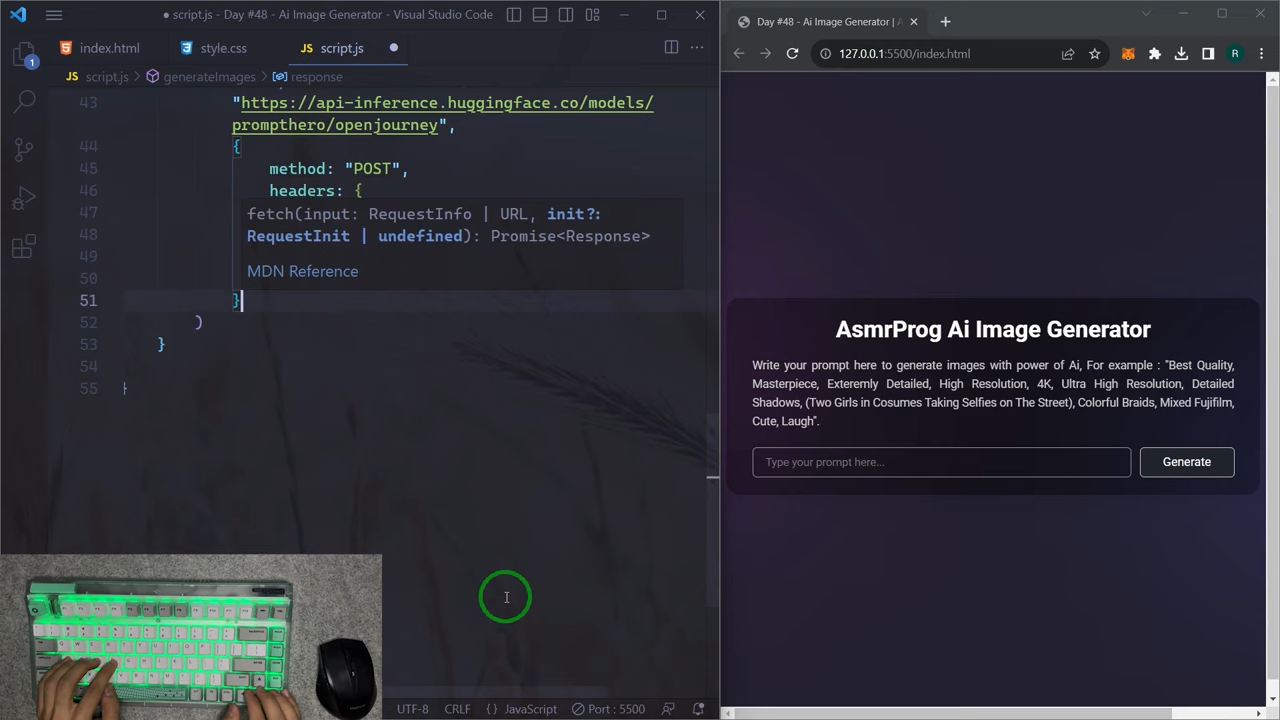 script.js - Day #48 - Ai Image Generator - Visual Studio Code
index.html
style.css
JS script.js
JS script.js > generateImages > response
1
43 "https://api-inference.huggingface.co/models/
prompthero/openjourney",
44 {
45 method: "POST",
46 headers: {
47
48
49
50
51 }
52 )
53 }
54
55 }
fetch(input: RequestInfo | URL, init?:
RequestInit | undefined): Promise<Response>
MDN Reference
UTF-8 CRLF {} JavaScript Port : 5500
Day #48 - Ai Image Generator | A
127.0.0.1:5500/index.html
R
AsmrProg Ai Image Generator
Write your prompt here to generate images with power of Ai, For example : "Best Quality,
Masterpiece, Exteremly Detailed, High Resolution, 4K, Ultra High Resolution, Detailed
Shadows, (Two Girls in Cosumes Taking Selfies on The Street), Colorful Braids, Mixed Fujifilm,
Cute, Laugh".
Type your prompt here...
Generate